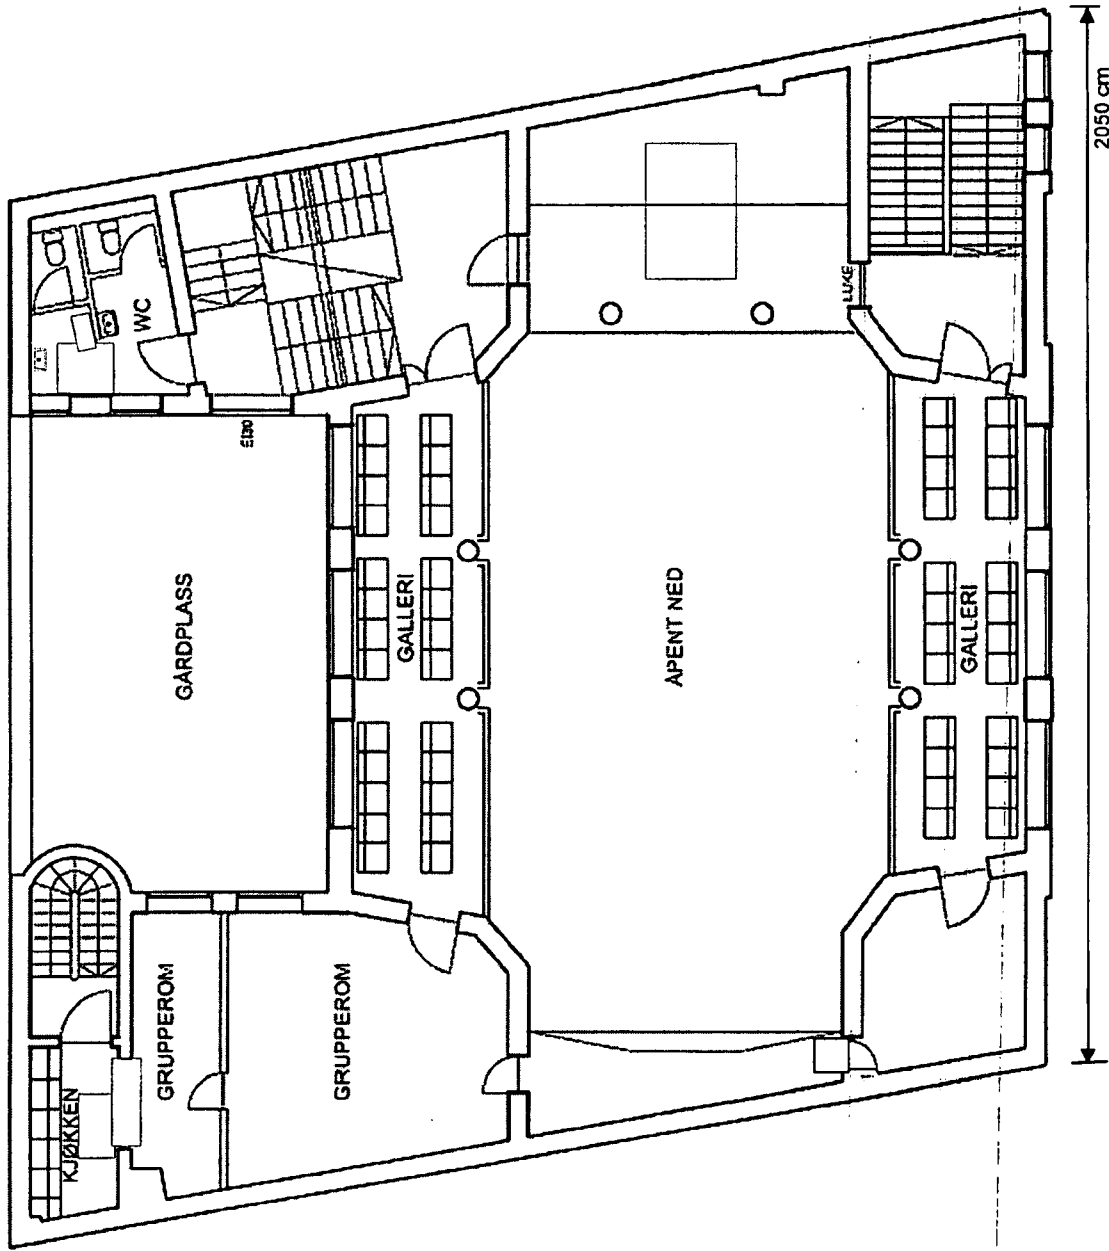 2050 cm
WC
LUKE
EI30
GÅRDPLASS
GALLERI
ÅPENT NED
GALLERI
GRUPPEROM
GRUPPEROM
KJØKKEN